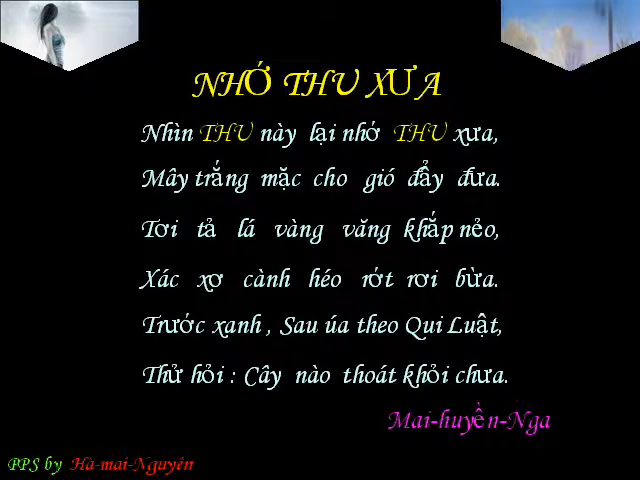 NHỚ THU XƯA
Nhìn THU này lại nhớ THU xưa,
Mây trắng mặc cho gió đẩy đưa.
Tơi tả lá vàng văng khắp nẻo,
Xác xơ cành héo rớt rơi bừa.
Trước xanh , Sau úa theo Qui Luật,
Thử hỏi : Cây nào thoát khỏi chưa.
Mai-huyền-Nga
PPS by Hà-mai-Nguyên